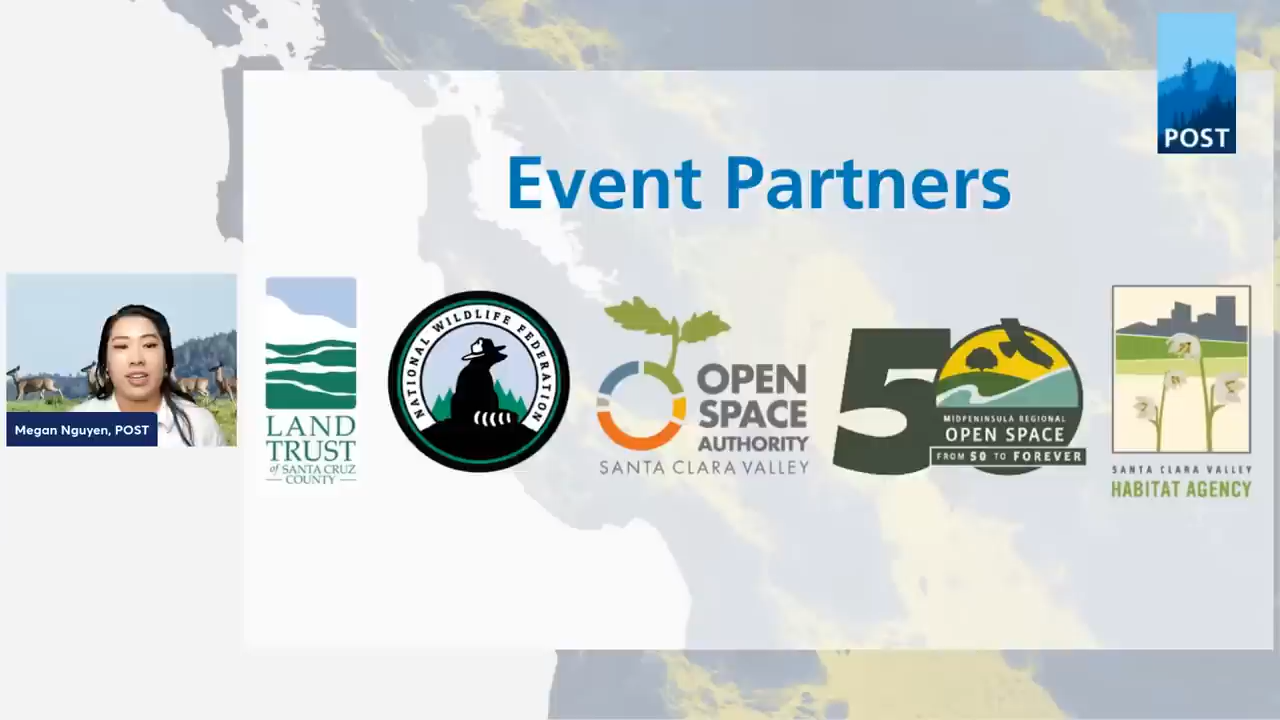 POST
Event Partners
Megan Nguyen, POST
LAND
TRUST
of SANTA CRUZ
COUNTY
NATIONAL WILDLIFE FEDERATION
OPEN
SPACE
AUTHORITY
SANTA CLARA VALLEY
50
MIDPENINSULA REGIONAL
OPEN SPACE
FROM 50 TO FOREVER
SANTA CLARA VALLEY
HABITAT AGENCY